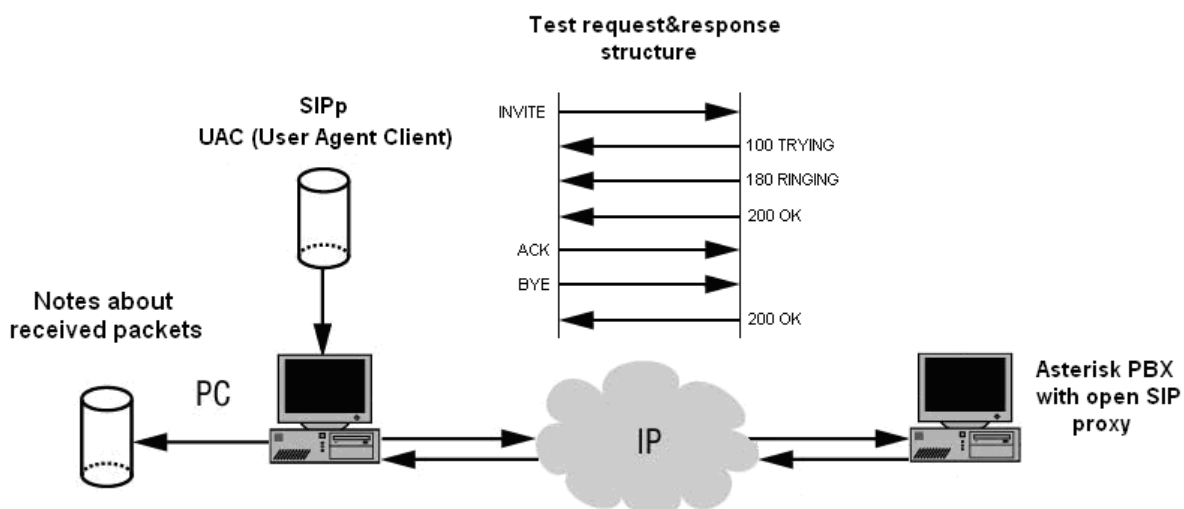 Test request&response
structure
SIPp
UAC (User Agent Client)
INVITE
100 TRYING
180 RINGING
200 OK
ACK
BYE
200 OK
Notes about
received packets
PC
IP
Asterisk PBX
with open SIP
proxy